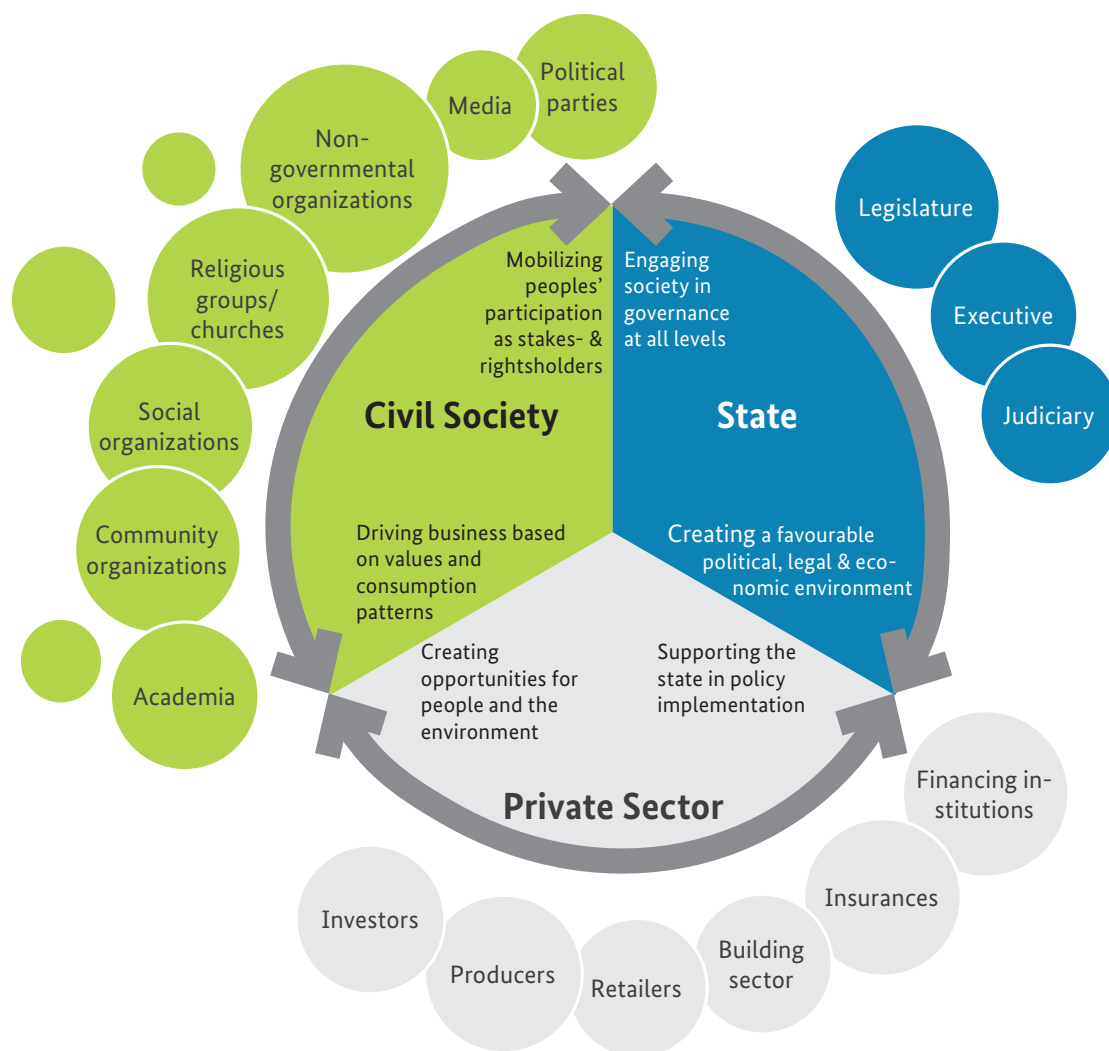 Political
parties
Media
Non-
governmental
organizations
Religious
groups/
churches
Social
organizations
Community
organizations
Academia
Legislature
Executive
Judiciary
Mobilizing
peoples’
participation
as stakes- &
rightsholders
Engaging
society in
governance
at all levels
Civil Society
State
Driving business based
on values and
consumption
patterns
Creating a favourable
political, legal & eco-
nomic environment
Creating
opportunities for
people and the
environment
Supporting the
state in policy
implementation
Private Sector
Financing in-
stitutions
Insurances
Building
sector
Retailers
Producers
Investors